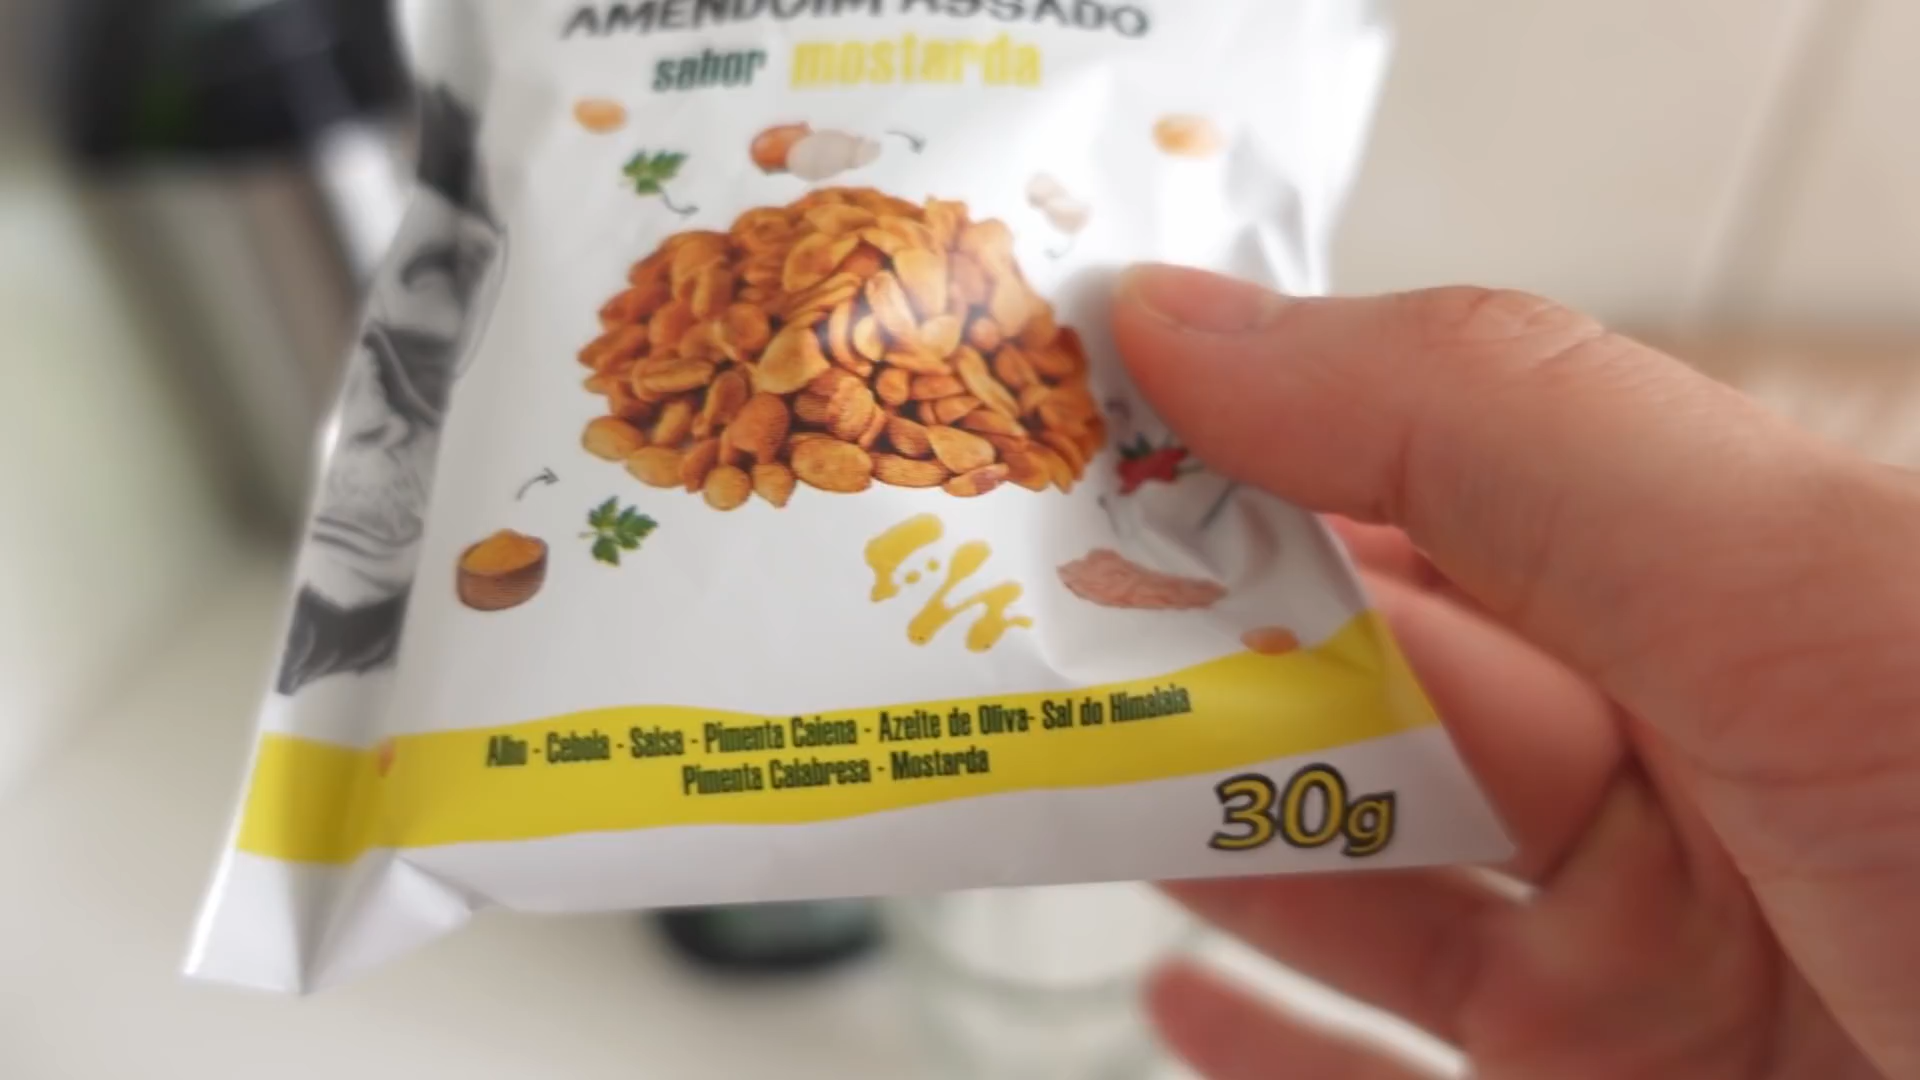 AMENDOIM ASSADO
sabor mostarda
Alho - Cebola - Salsa - Pimenta Caiena - Azeite de Oliva- Sal do Himalaia
Pimenta Calabresa - Mostarda
30g